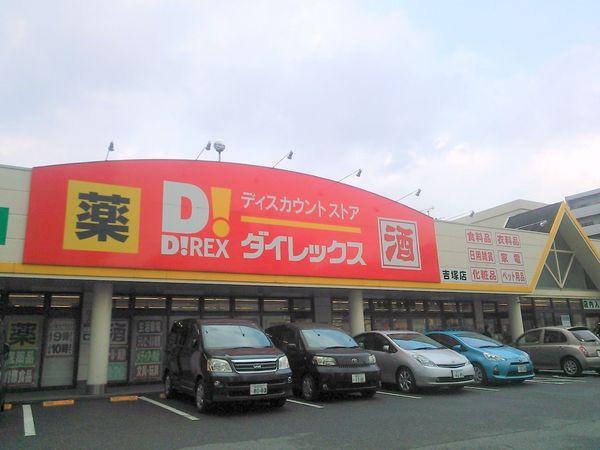 薬
D!
D!REX
ディスカウント ストア
ダイレックス
酒
食料品 衣料品
日用雑貨 家電
吉塚店 化粧品 ペット用品
薬
酒